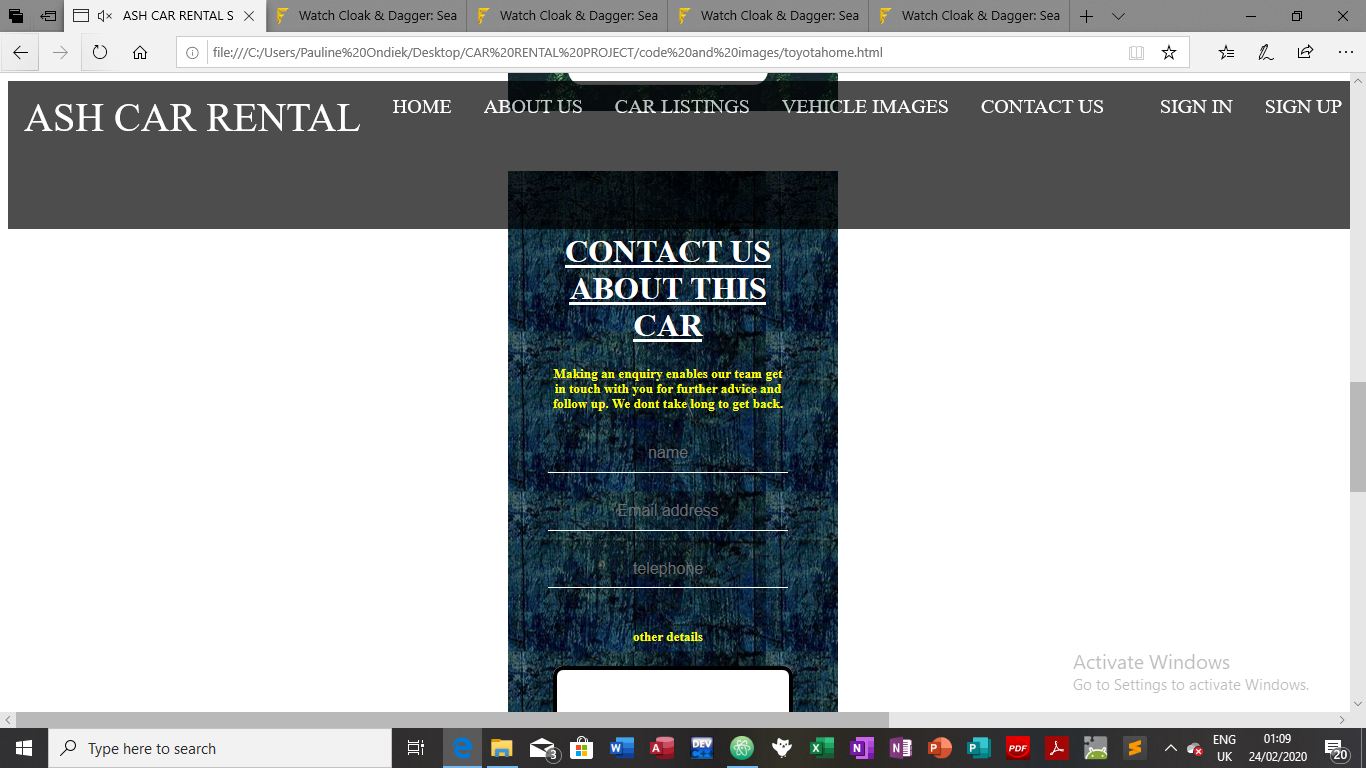 ASH CAR RENTAL S
Watch Cloak & Dagger: Sea
Watch Cloak & Dagger: Sea
Watch Cloak & Dagger: Sea
Watch Cloak & Dagger: Sea
file:///C:/Users/Pauline%20Ondiek/Desktop/CAR%20RENTAL%20PROJECT/code%20and%20images/toyotahome.html
ASH CAR RENTAL
HOME ABOUT US CAR LISTINGS VEHICLE IMAGES CONTACT US SIGN IN SIGN UP
CONTACT US
ABOUT THIS
CAR
Making an enquiry enables our team get
in touch with you for further advice and
follow up. We dont take long to get back.
name
Email address
telephone
other details
Activate Windows
Go to Settings to activate Windows.
Type here to search
3
DEV
PDF
ENG
UK
01:09
24/02/2020
20